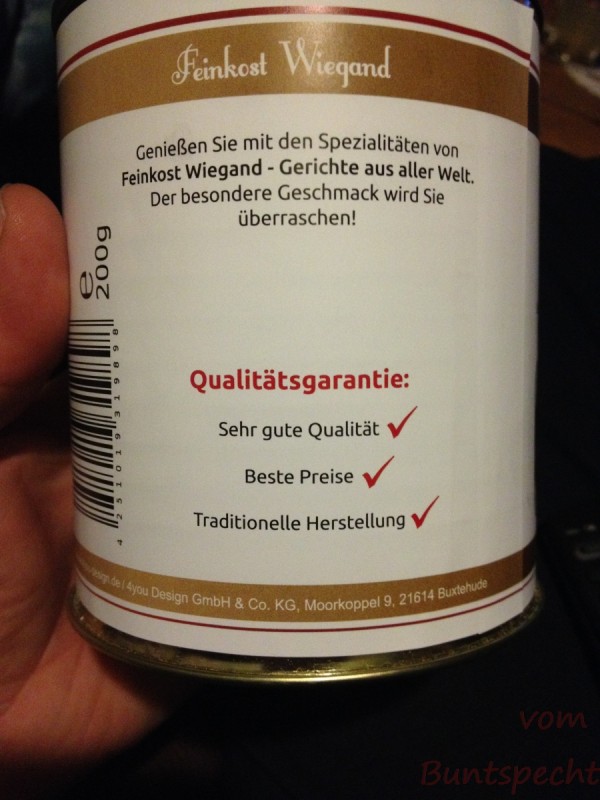 Feinkost Wiegand
Genießen Sie mit den Spezialitäten von
Feinkost Wiegand - Gerichte aus aller Welt.
Der besondere Geschmack wird Sie
überraschen!
e
200g
4 251019 319898
Qualitätsgarantie:
Sehr gute Qualität
Beste Preise
Traditionelle Herstellung
/ 4you Design GmbH & Co. KG, Moorkoppel 9, 21614 Buxtehude
vom
Buntspecht